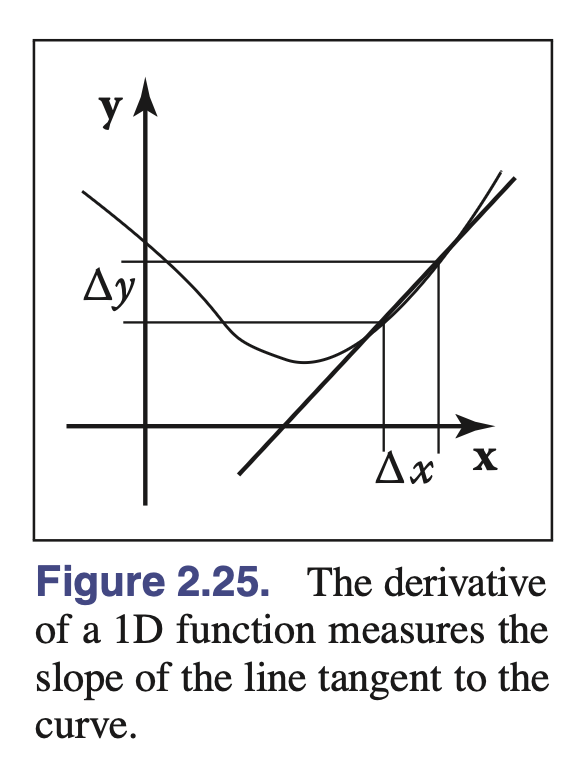 y
Δy
Δx
x
Figure 2.25. The derivative
of a 1D function measures the
slope of the line tangent to the
curve.